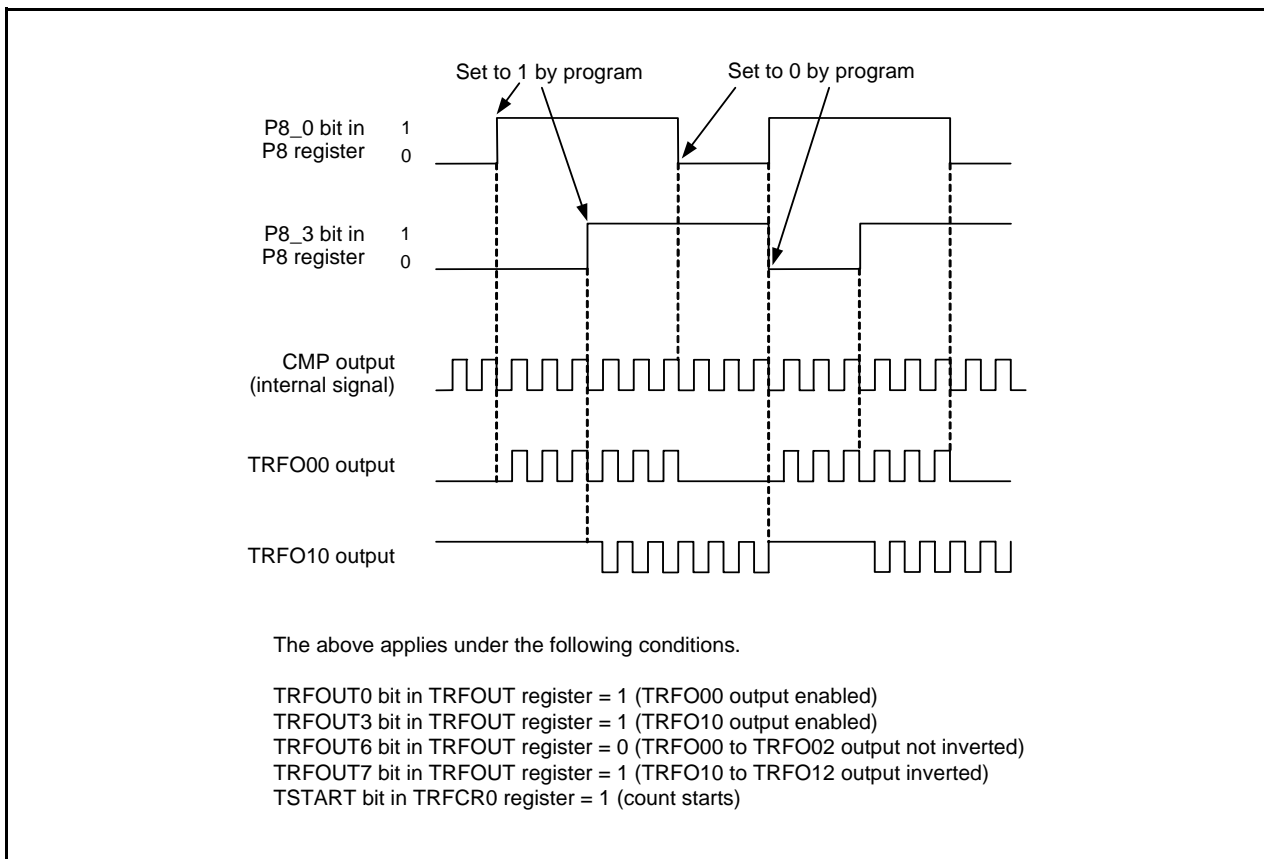 Set to 1 by program
Set to 0 by program
P8_0 bit in
P8 register
1
0
P8_3 bit in
P8 register
1
0
CMP output
(internal signal)
TRFO00 output
TRFO10 output
The above applies under the following conditions.
TRFOUT0 bit in TRFOUT register = 1 (TRFO00 output enabled)
TRFOUT3 bit in TRFOUT register = 1 (TRFO10 output enabled)
TRFOUT6 bit in TRFOUT register = 0 (TRFO00 to TRFO02 output not inverted)
TRFOUT7 bit in TRFOUT register = 1 (TRFO10 to TRFO12 output inverted)
TSTART bit in TRFCR0 register = 1 (count starts)